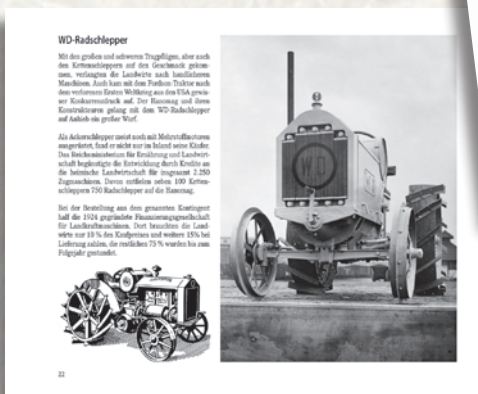 WD-Radschlepper
Mit den großen und schweren Tragpflügen, aber nach
den Kettenschleppern auf den Geschmack gekom-
men, verlangten die Landwirte nach handlicheren
Maschinen. Auch kam mit dem Fordson-Traktor nach
dem verlorenen Ersten Weltkrieg aus den USA gewis-
ser Konkurrenzdruck auf. Der Hanomag und ihren
Konstrukteuren gelang mit dem WD-Radschlepper
auf Anhieb ein großer Wurf.
Als Ackerschlepper meist noch mit Mehrstoffmotoren
ausgerüstet, fand er nicht nur im Inland seine Käufer.
Das Reichsministerium für Ernährung und Landwirt-
schaft begünstigte die Entwicklung durch Kredite an
die heimische Landwirtschaft für insgesamt 2.250
Zugmaschinen. Davon entfielen neben 100 Ketten-
schleppern 750 Radschlepper auf die Hanomag.
Bei der Bestellung aus dem genannten Kontingent
half die 1924 gegründete Finanzierungsgesellschaft
für Landkraftmaschinen. Dort brauchten die Land-
wirte nur 10 % des Kaufpreises und weitere 15% bei
Lieferung zahlen, die restlichen 75 % wurden bis zum
Folgejahr gestundet.
WD
22